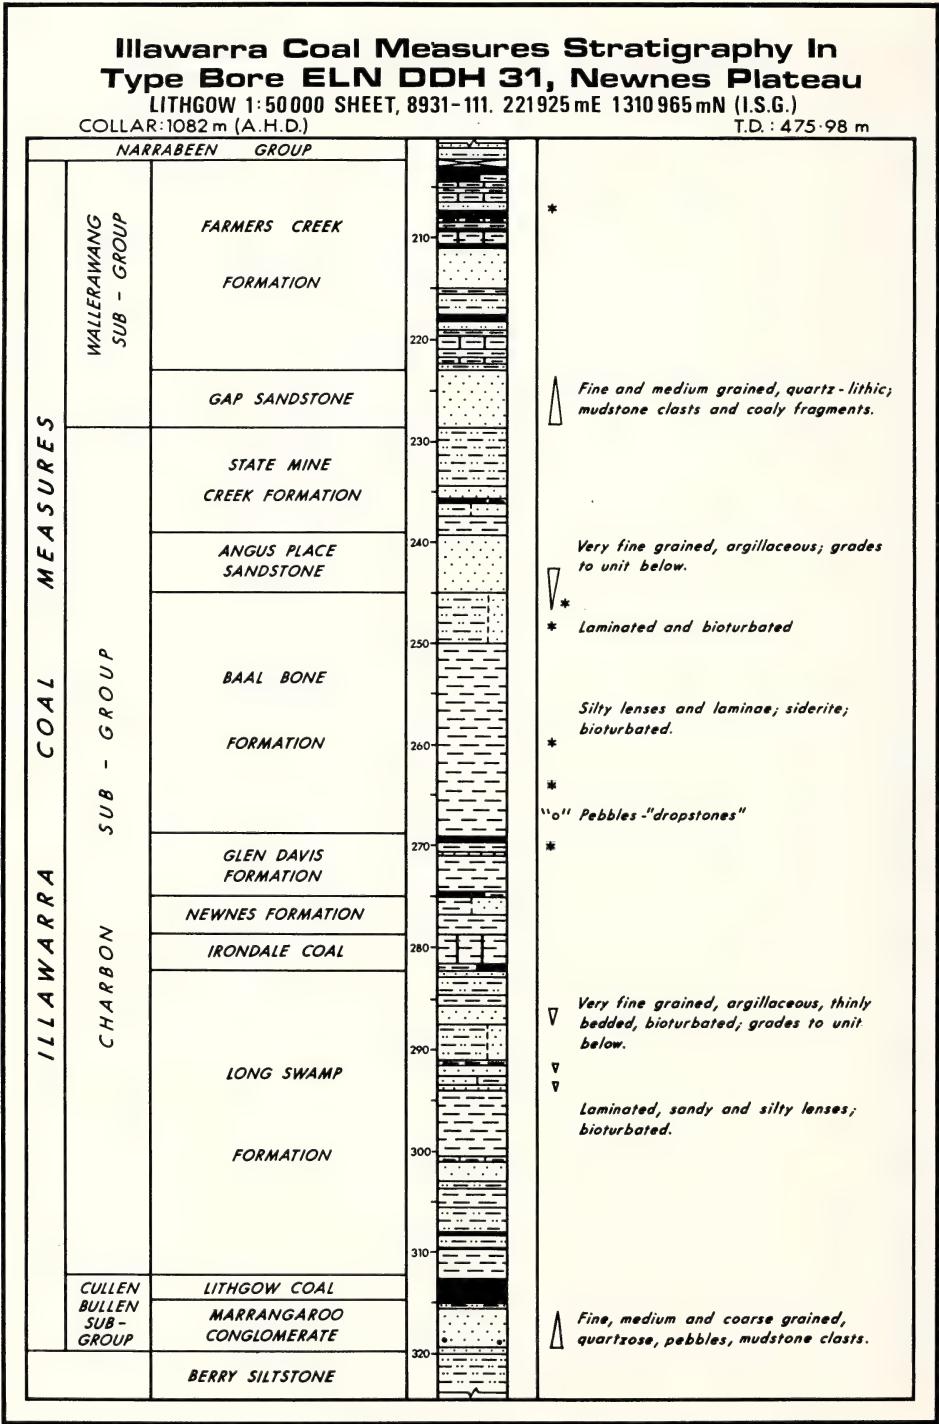 Illawarra Coal Measures Stratigraphy In
Type Bore ELN DDH 31, Newnes Plateau
LITHGOW 1:50000 SHEET, 8931-111. 221925 mE 1310965 mN (I.S.G.)
COLLAR:1082 m (A.H.D.)
T.D. : 475·98 m
NARRABEEN GROUP
ILLAWARRA COAL MEASURES
WALLERAWANG
SUB - GROUP
FARMERS CREEK
FORMATION
GAP SANDSTONE
CHARBON SUB - GROUP
STATE MINE
CREEK FORMATION
ANGUS PLACE
SANDSTONE
BAAL BONE
FORMATION
GLEN DAVIS
FORMATION
NEWNES FORMATION
IRONDALE COAL
LONG SWAMP
FORMATION
CULLEN
BULLEN
SUB -
GROUP
LITHGOW COAL
MARRANGAROO
CONGLOMERATE
BERRY SILTSTONE
210
220
230
240
250
260
270
280
290
300
310
320
*
Fine and medium grained, quartz - lithic;
mudstone clasts and coaly fragments.
Very fine grained, argillaceous; grades
to unit below.
*
* Laminated and bioturbated
Silty lenses and laminae; siderite;
bioturbated.
*
*
"o" Pebbles -"dropstones"
*
Very fine grained, argillaceous, thinly
bedded, bioturbated; grades to unit
below.
Laminated, sandy and silty lenses;
bioturbated.
Fine, medium and coarse grained,
quartzose, pebbles, mudstone clasts.